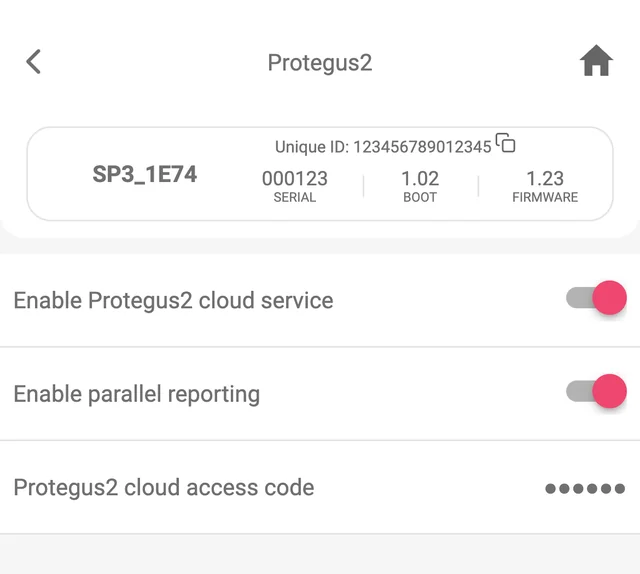 Protegus2
Unique ID: 123456789012345
SP3_1E74
000123
SERIAL
1.02
BOOT
1.23
FIRMWARE
Enable Protegus2 cloud service
Enable parallel reporting
Protegus2 cloud access code
●●●●●●